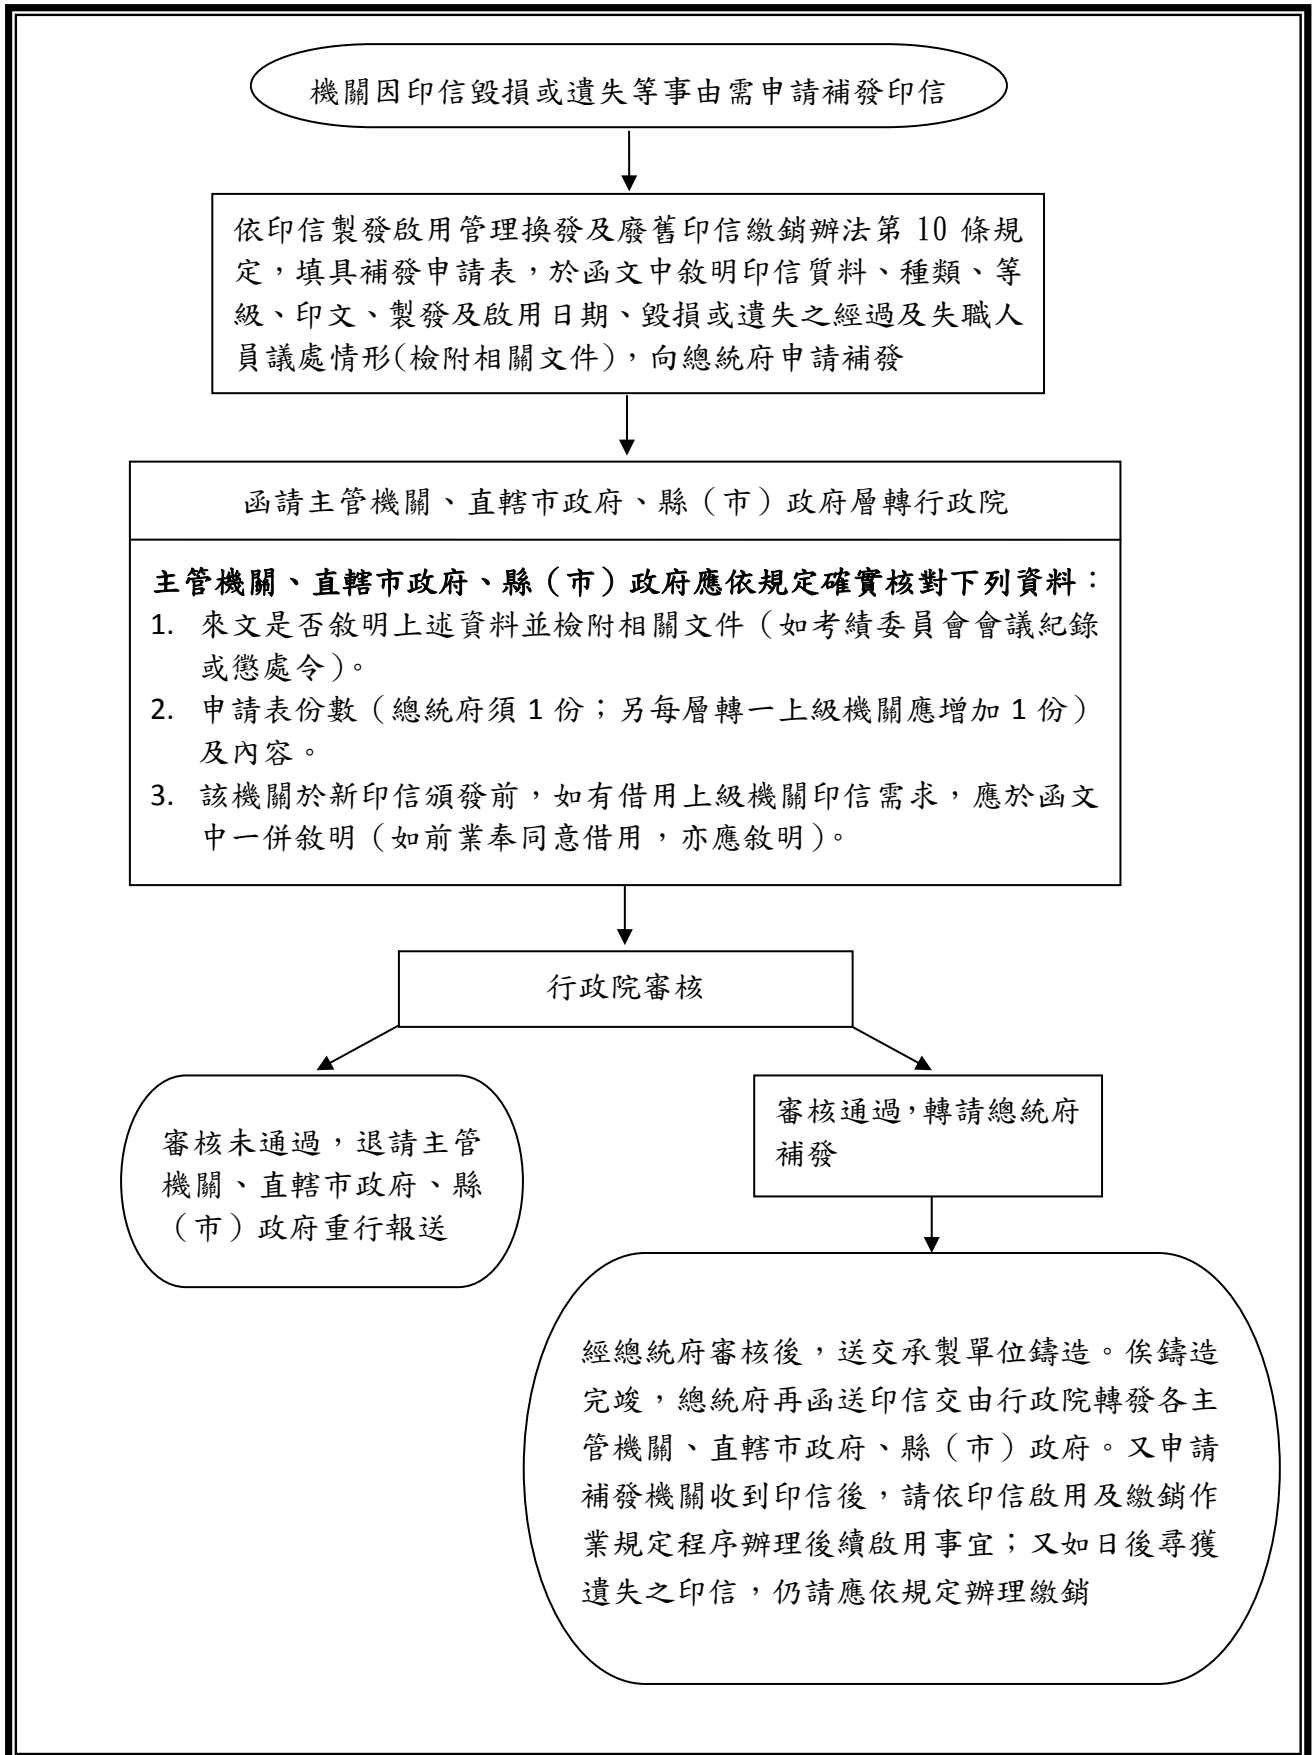 機關因印信毀損或遺失等事由需申請補發印信
依印信製發啟用管理換發及廢舊印信繳銷辦法第 10 條規
定，填具補發申請表，於函文中敘明印信質料、種類、等
級、印文、製發及啟用日期、毀損或遺失之經過及失職人
員議處情形(檢附相關文件)，向總統府申請補發
函請主管機關、直轄市政府、縣（市）政府層轉行政院
主管機關、直轄市政府、縣（市）政府應依規定確實核對下列資料：
1. 來文是否敘明上述資料並檢附相關文件（如考績委員會會議紀錄
或懲處令）。
2. 申請表份數（總統府須 1 份；另每層轉一上級機關應增加 1 份）
及內容。
3. 該機關於新印信頒發前，如有借用上級機關印信需求，應於函文
中一併敘明（如前業奉同意借用，亦應敘明）。
行政院審核
審核未通過，退請主管
機關、直轄市政府、縣
（市）政府重行報送
審核通過，轉請總統府
補發
經總統府審核後，送交承製單位鑄造。俟鑄造
完竣，總統府再函送印信交由行政院轉發各主
管機關、直轄市政府、縣（市）政府。又申請
補發機關收到印信後，請依印信啟用及繳銷作
業規定程序辦理後續啟用事宜；又如日後尋獲
遺失之印信，仍請應依規定辦理繳銷